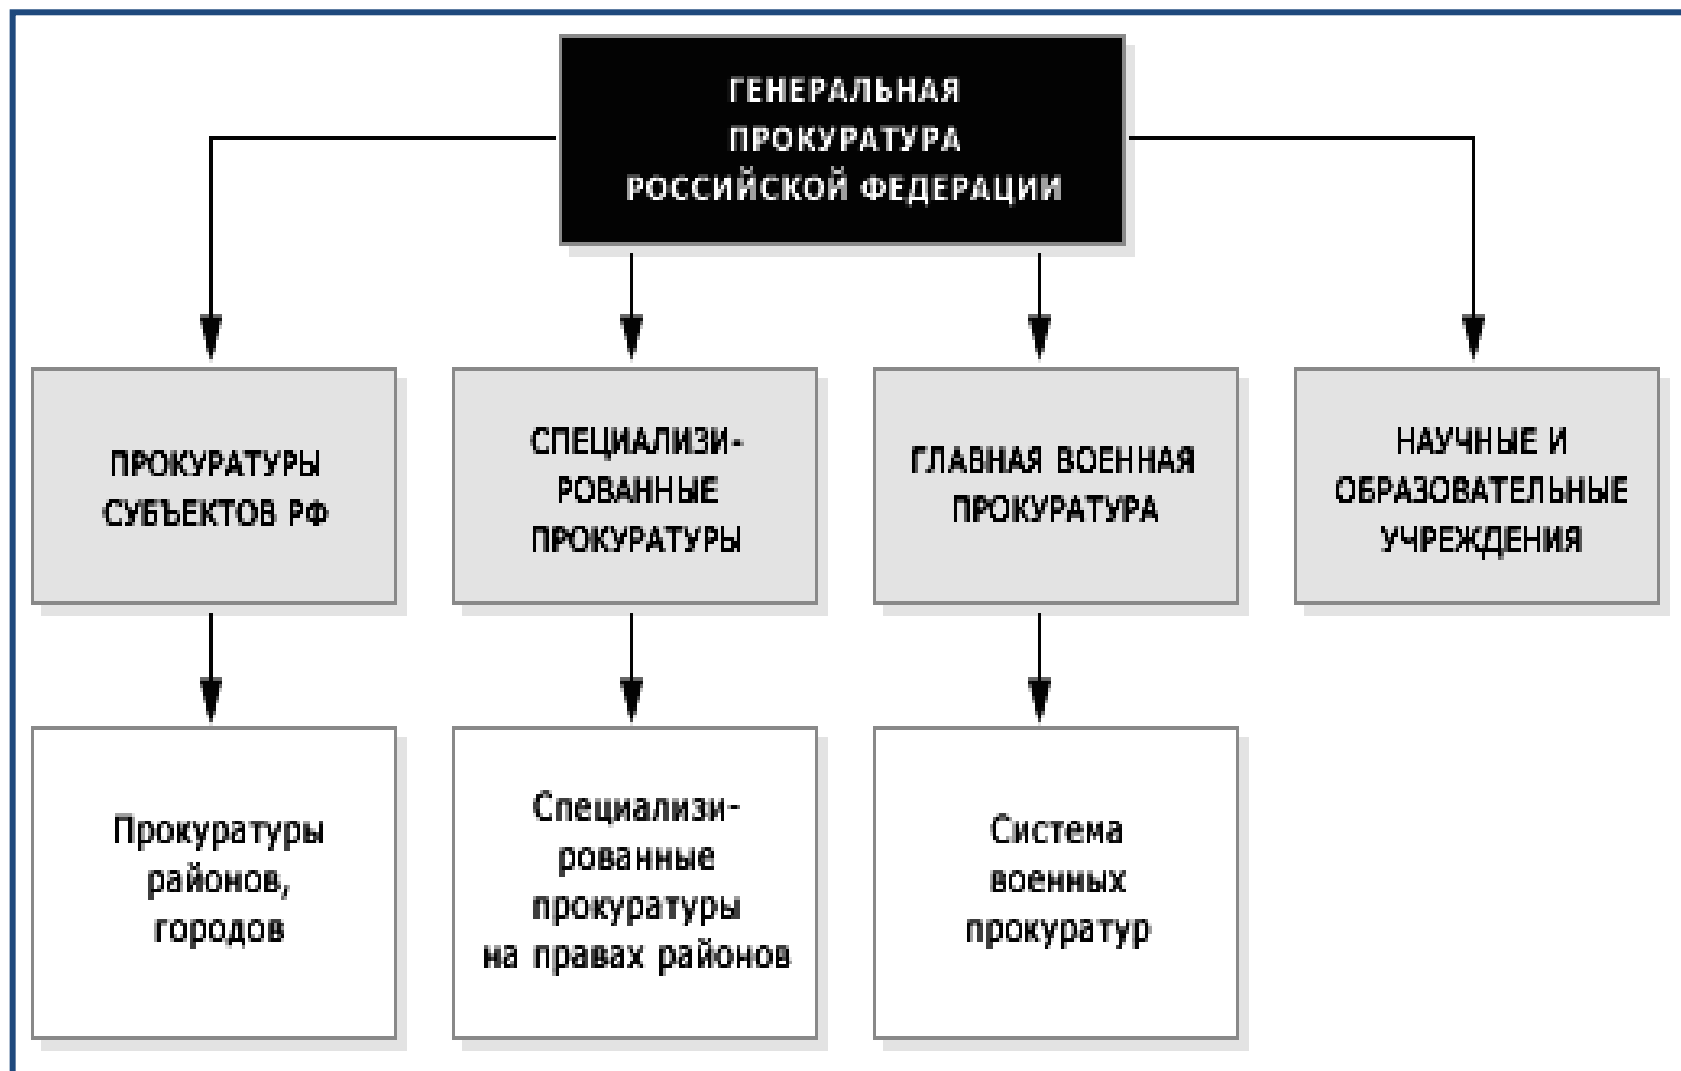 ГЕНЕРАЛЬНАЯ
ПРОКУРАТУРА
РОССИЙСКОЙ ФЕДЕРАЦИИ
ПРОКУРАТУРЫ
СУБЪЕКТОВ РФ
СПЕЦИАЛИЗИ-
РОВАННЫЕ
ПРОКУРАТУРЫ
ГЛАВНАЯ ВОЕННАЯ
ПРОКУРАТУРА
НАУЧНЫЕ И
ОБРАЗОВАТЕЛЬНЫЕ
УЧРЕЖДЕНИЯ
Прокуратуры
районов,
городов
Специализи-
рованные
прокуратуры
на правах районов
Система
военных
прокуратур